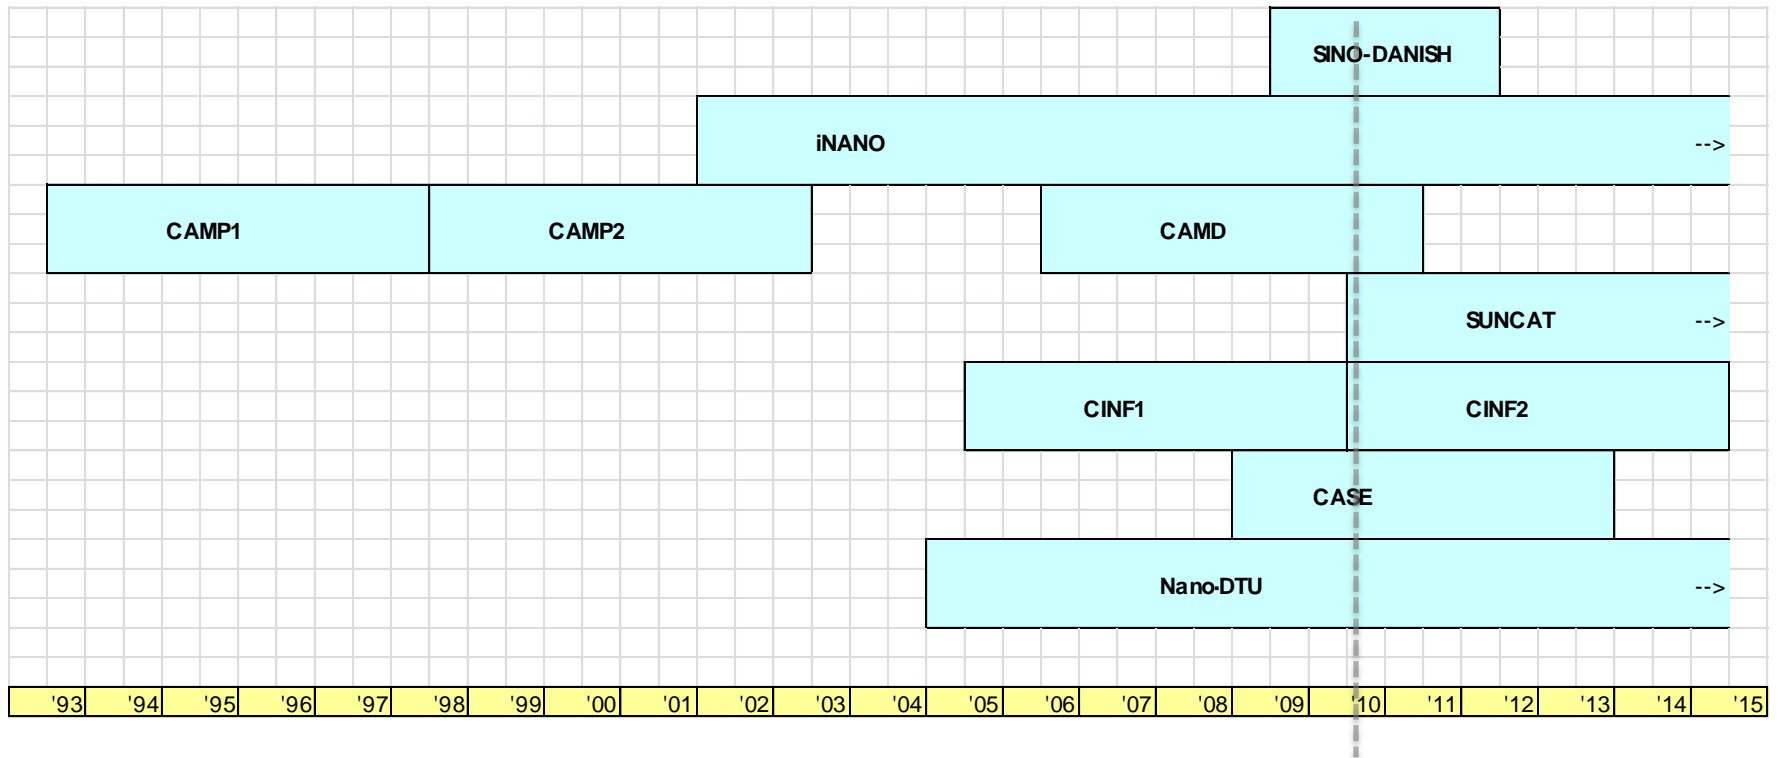 SINO-DANISH
iNANO -->
CAMP1 CAMP2 CAMD
SUNCAT -->
CINF1 CINF2
CASE
Nano-DTU -->
'93 '94 '95 '96 '97 '98 '99 '00 '01 '02 '03 '04 '05 '06 '07 '08 '09 '10 '11 '12 '13 '14 '15